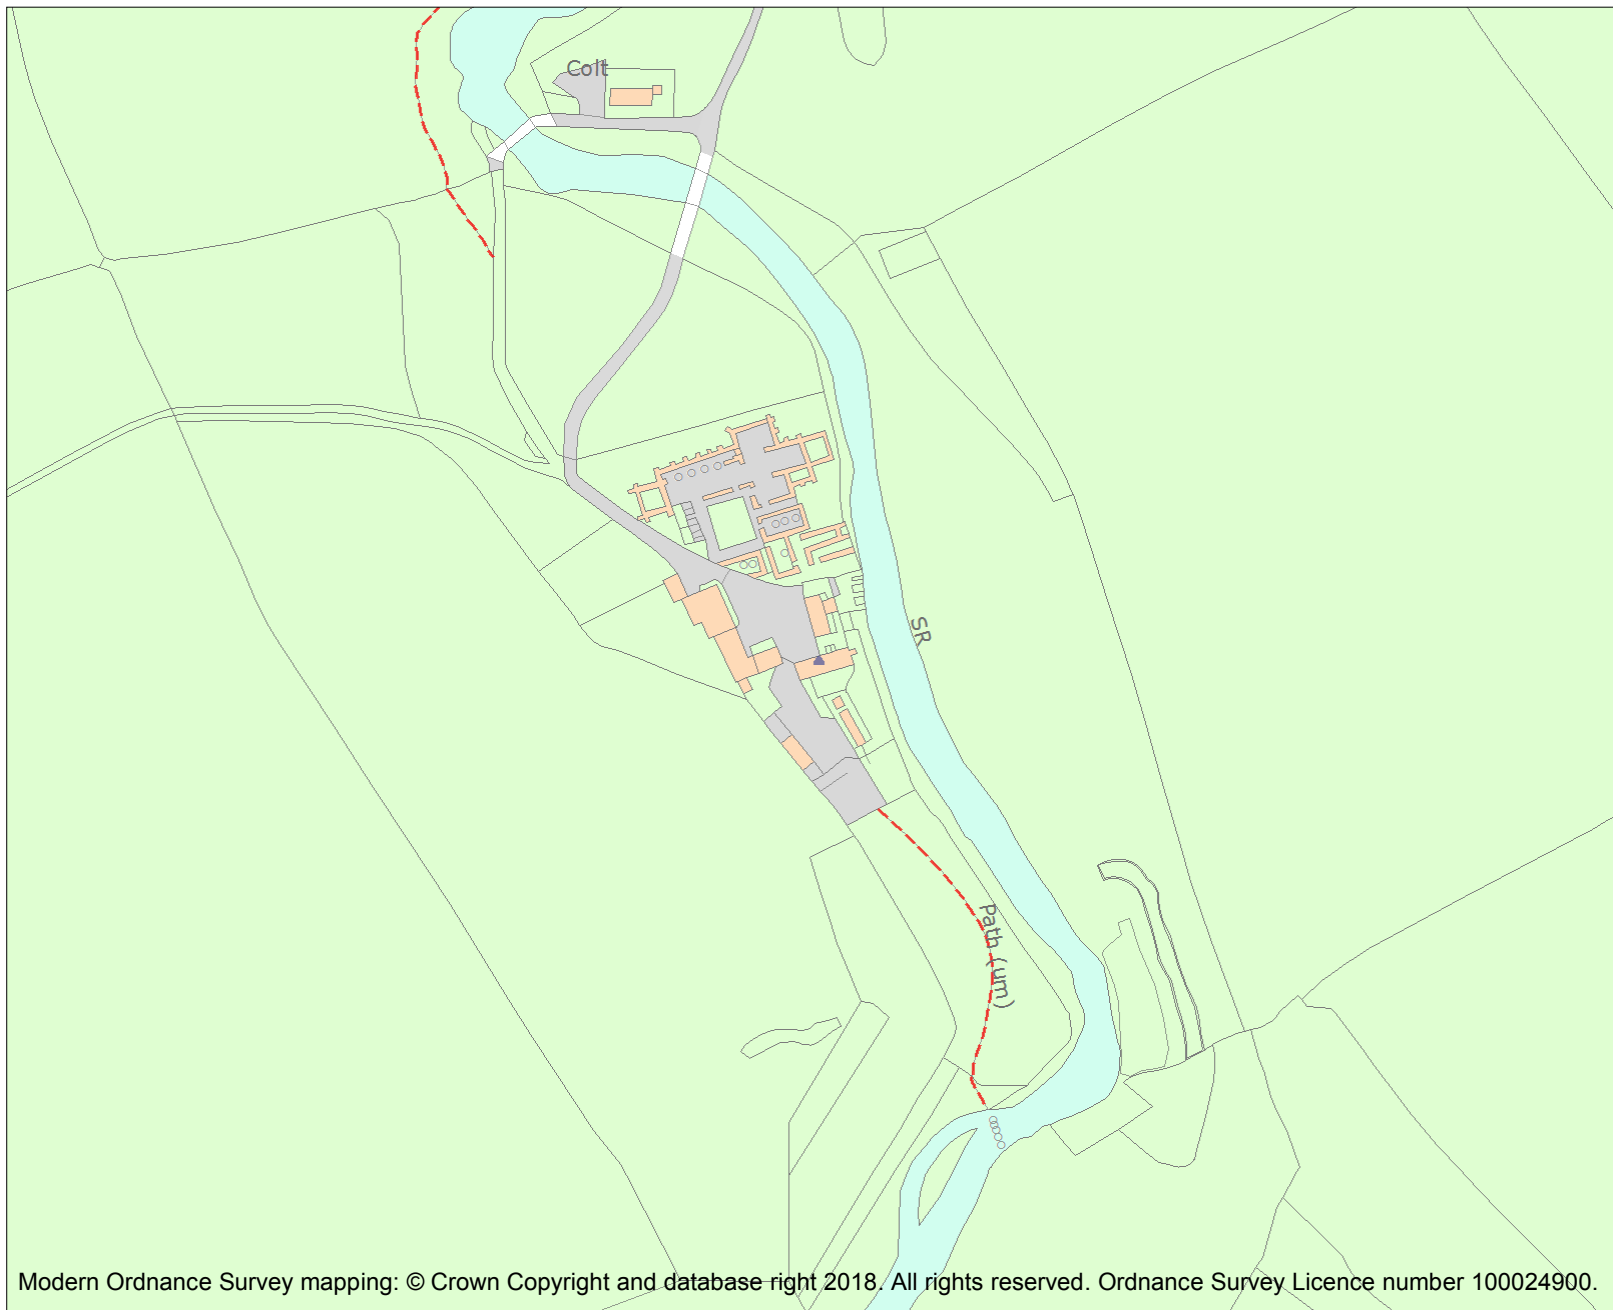 Colt
SR
Path (um)
Modern Ordnance Survey mapping: © Crown Copyright and database right 2018. All rights reserved. Ordnance Survey Licence number 100024900.